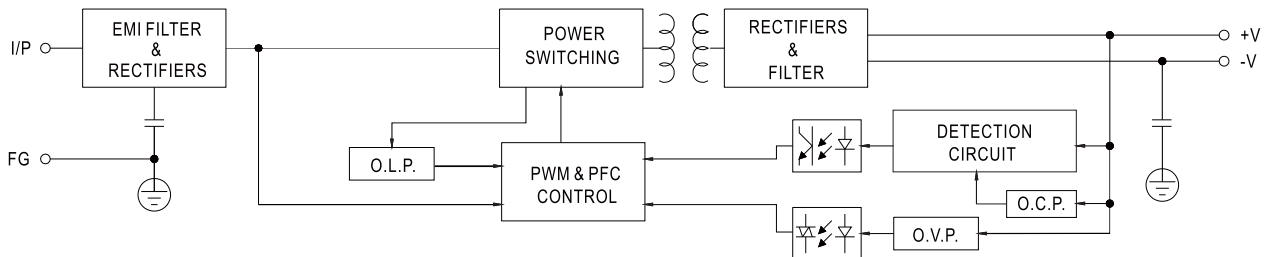 I/P
EMI FILTER
&
RECTIFIERS
POWER
SWITCHING
RECTIFIERS
&
FILTER
+V
-V
FG
O.L.P.
PWM & PFC
CONTROL
DETECTION
CIRCUIT
O.C.P.
O.V.P.